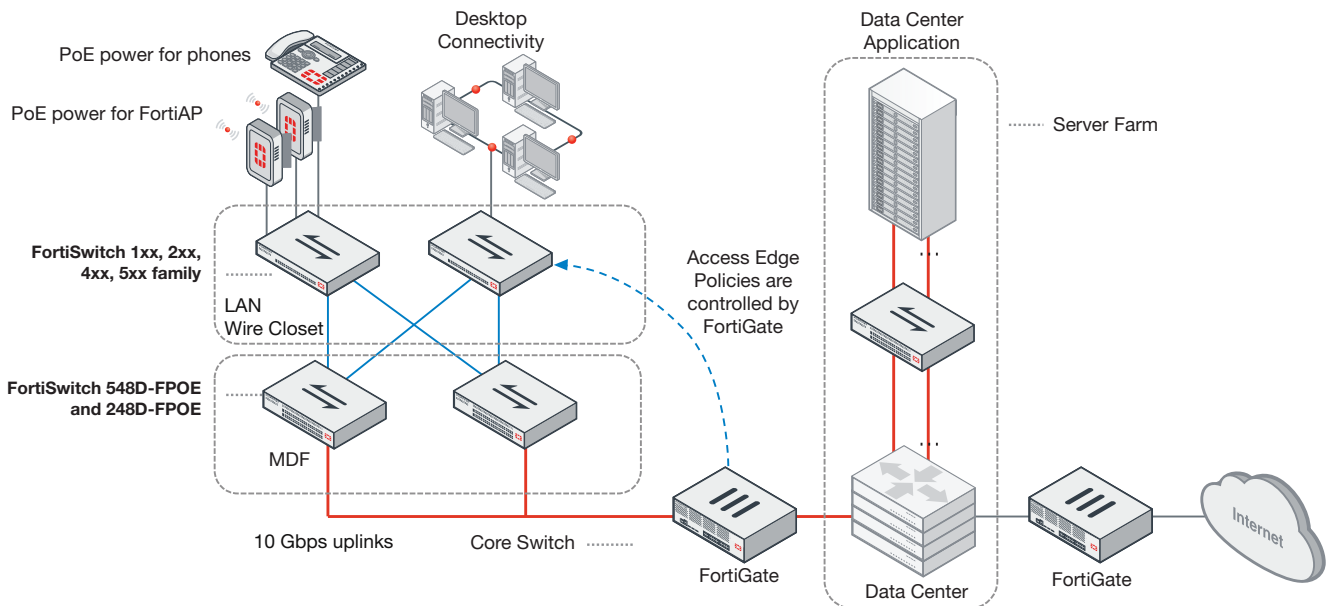 PoE power for phones
PoE power for FortiAP
Desktop
Connectivity
Data Center
Application
Server Farm
FortiSwitch 1xx, 2xx,
4xx, 5xx family
LAN
Wire Closet
Access Edge
Policies are
controlled by
FortiGate
FortiSwitch 548D-FPOE
and 248D-FPOE
MDF
10 Gbps uplinks
Core Switch
FortiGate
Data Center
FortiGate
Internet